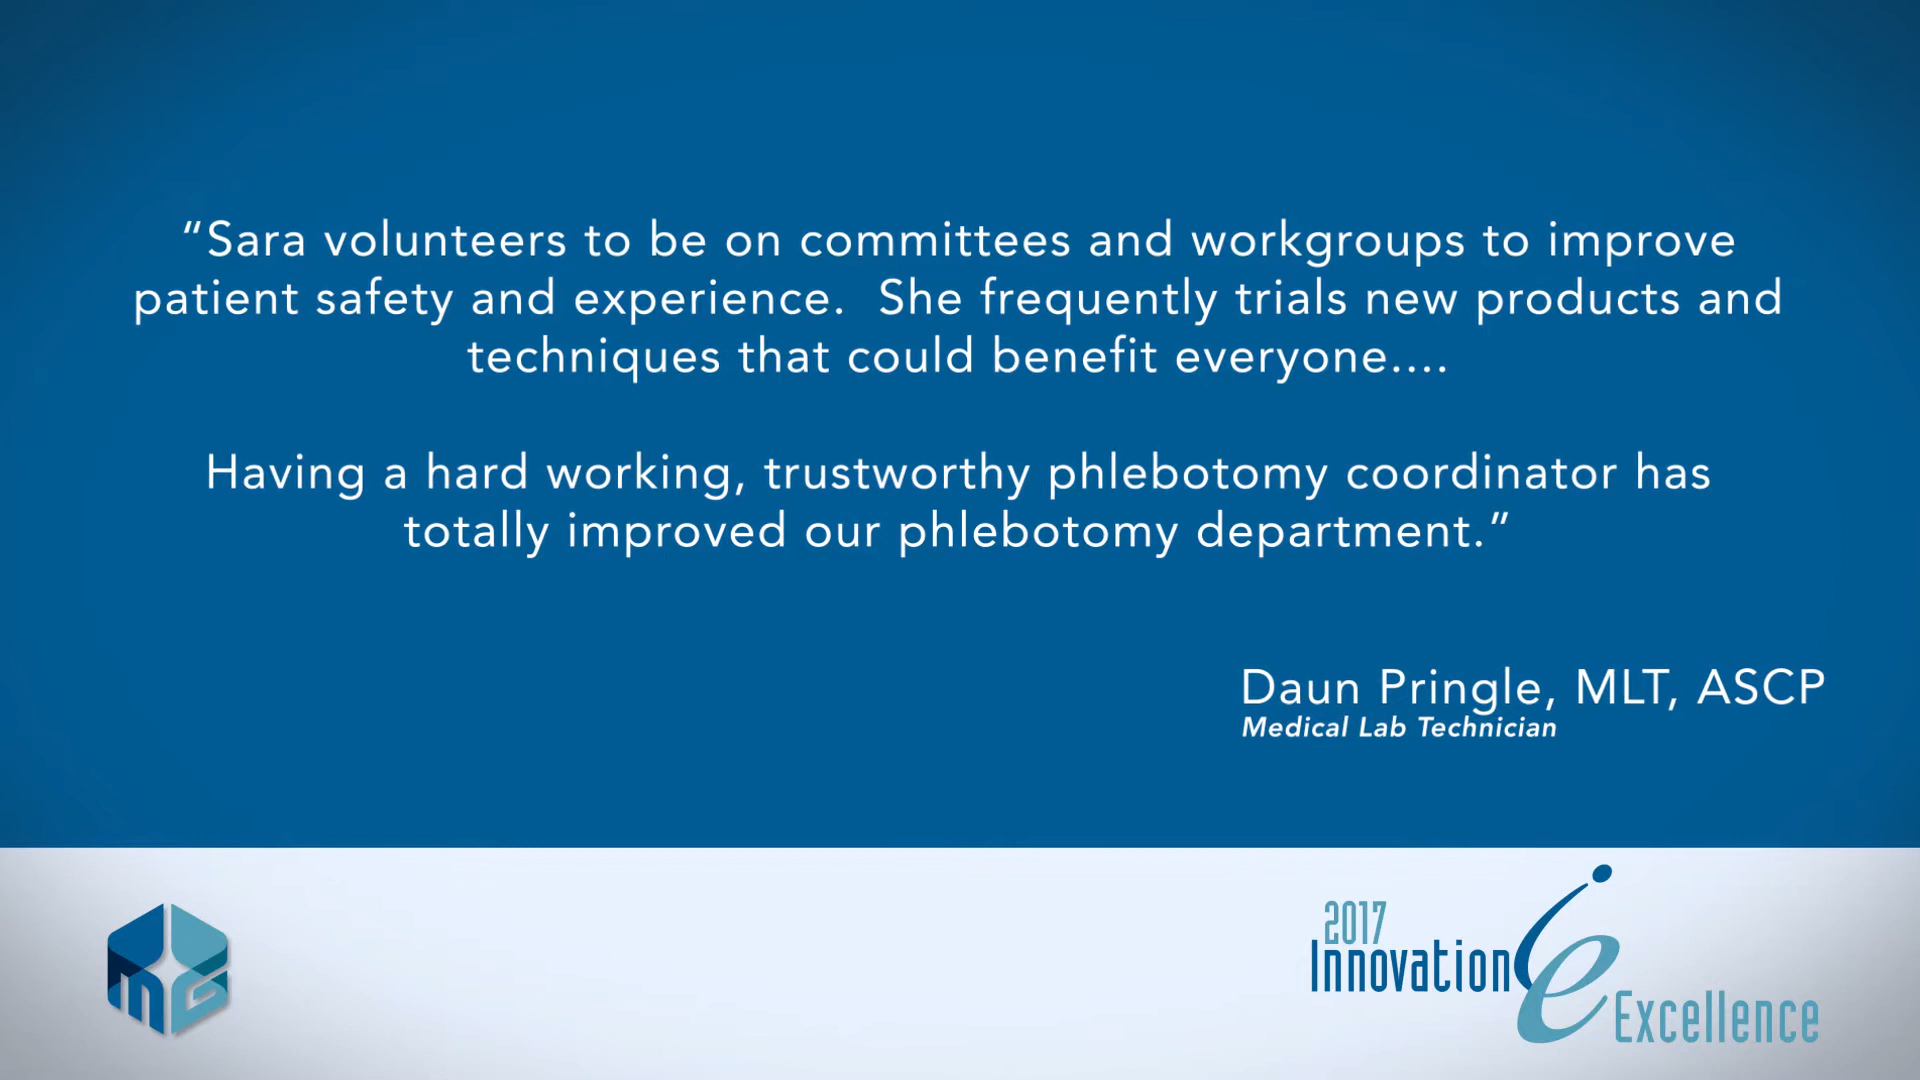 “Sara volunteers to be on committees and workgroups to improve
patient safety and experience.  She frequently trials new products and
techniques that could benefit everyone....
Having a hard working, trustworthy phlebotomy coordinator has
totally improved our phlebotomy department.”
Daun Pringle, MLT, ASCP
Medical Lab Technician
MG
2017
Innovation
ie
Excellence